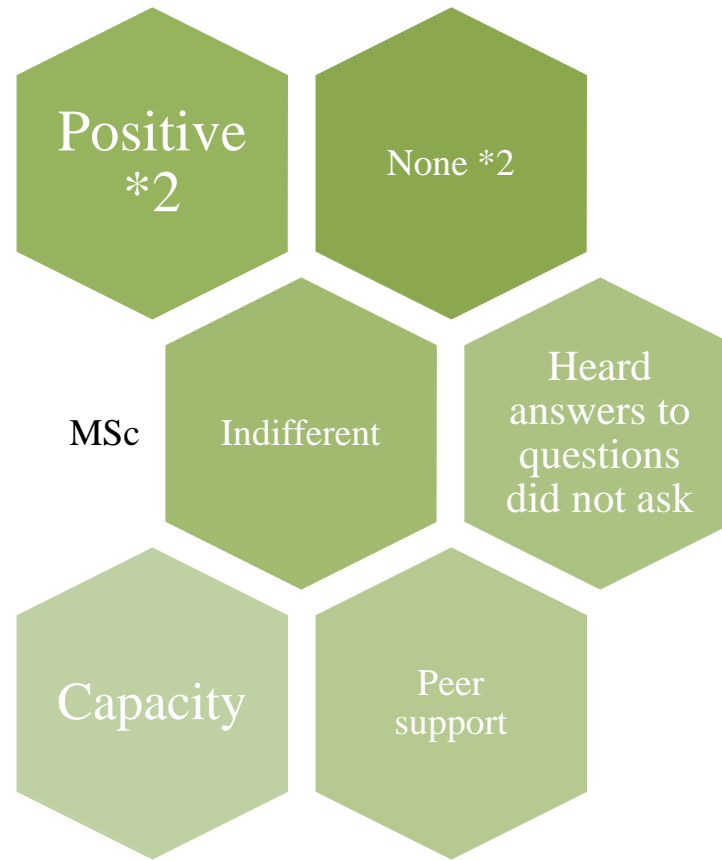 Positive
*2
None *2
MSc
Indifferent
Heard
answers to
questions
did not ask
Capacity
Peer
support